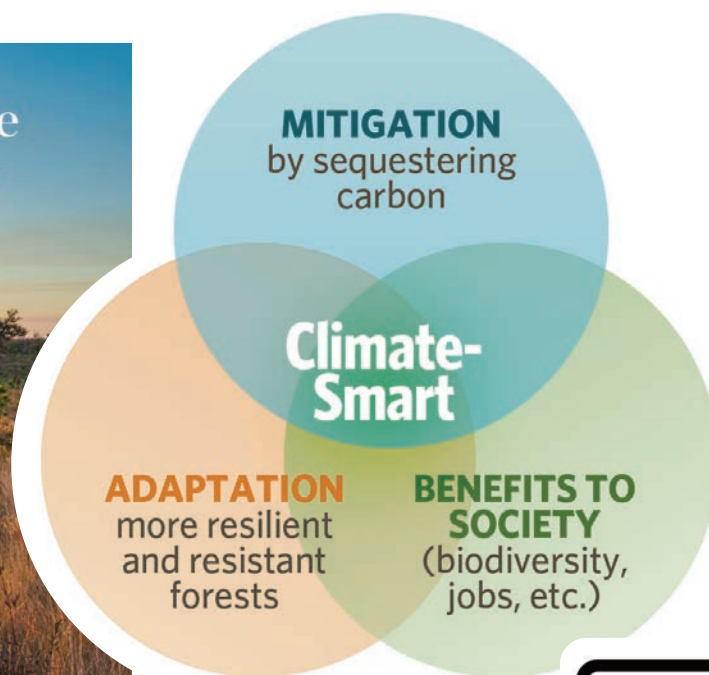 e
MITIGATION
by sequestering
carbon
Climate-
Smart
ADAPTATION
more resilient
and resistant
forests
BENEFITS TO
SOCIETY
(biodiversity,
jobs, etc.)